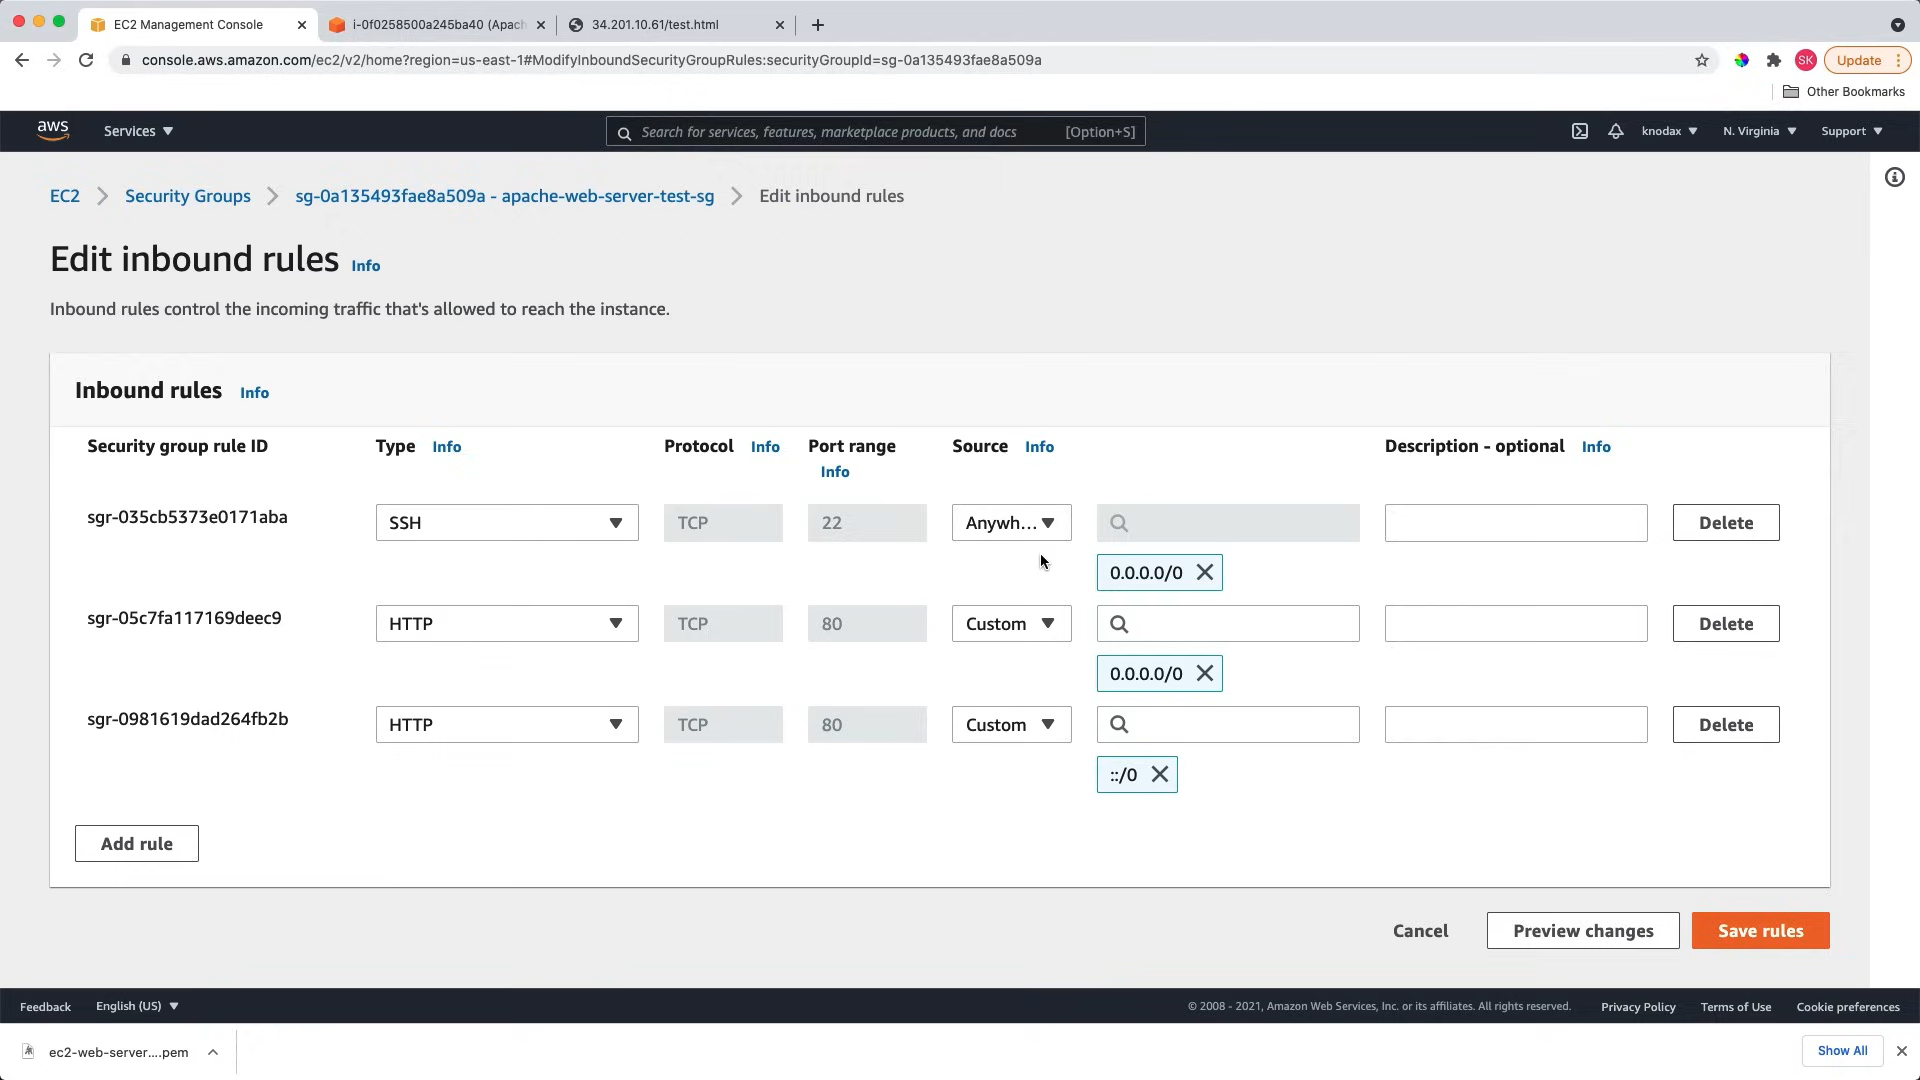 EC2 Management Console
i-0f0258500a245ba40 (Apach
34.201.10.61/test.html
console.aws.amazon.com/ec2/v2/home?region=us-east-1#ModifyInboundSecurityGroupRules:securityGroupId=sg-0a135493fae8a509a
SK
Update
Other Bookmarks
aws
Services
Search for services, features, marketplace products, and docs [Option+S]
knodax
N. Virginia
Support
EC2 Security Groups sg-0a135493fae8a509a - apache-web-server-test-sg Edit inbound rules
Edit inbound rules Info
Inbound rules control the incoming traffic that's allowed to reach the instance.
Inbound rules Info
Security group rule ID Type Info Protocol Info Port range Source Info Description - optional Info
Info
sgr-035cb5373e0171aba SSH TCP 22 Anywh... Delete
0.0.0.0/0
sgr-05c7fa117169deec9 HTTP TCP 80 Custom Delete
0.0.0.0/0
sgr-0981619dad264fb2b HTTP TCP 80 Custom Delete
::/0
Add rule
Cancel Preview changes Save rules
Feedback English (US) © 2008 - 2021, Amazon Web Services, Inc. or its affiliates. All rights reserved. Privacy Policy Terms of Use Cookie preferences
ec2-web-server....pem Show All